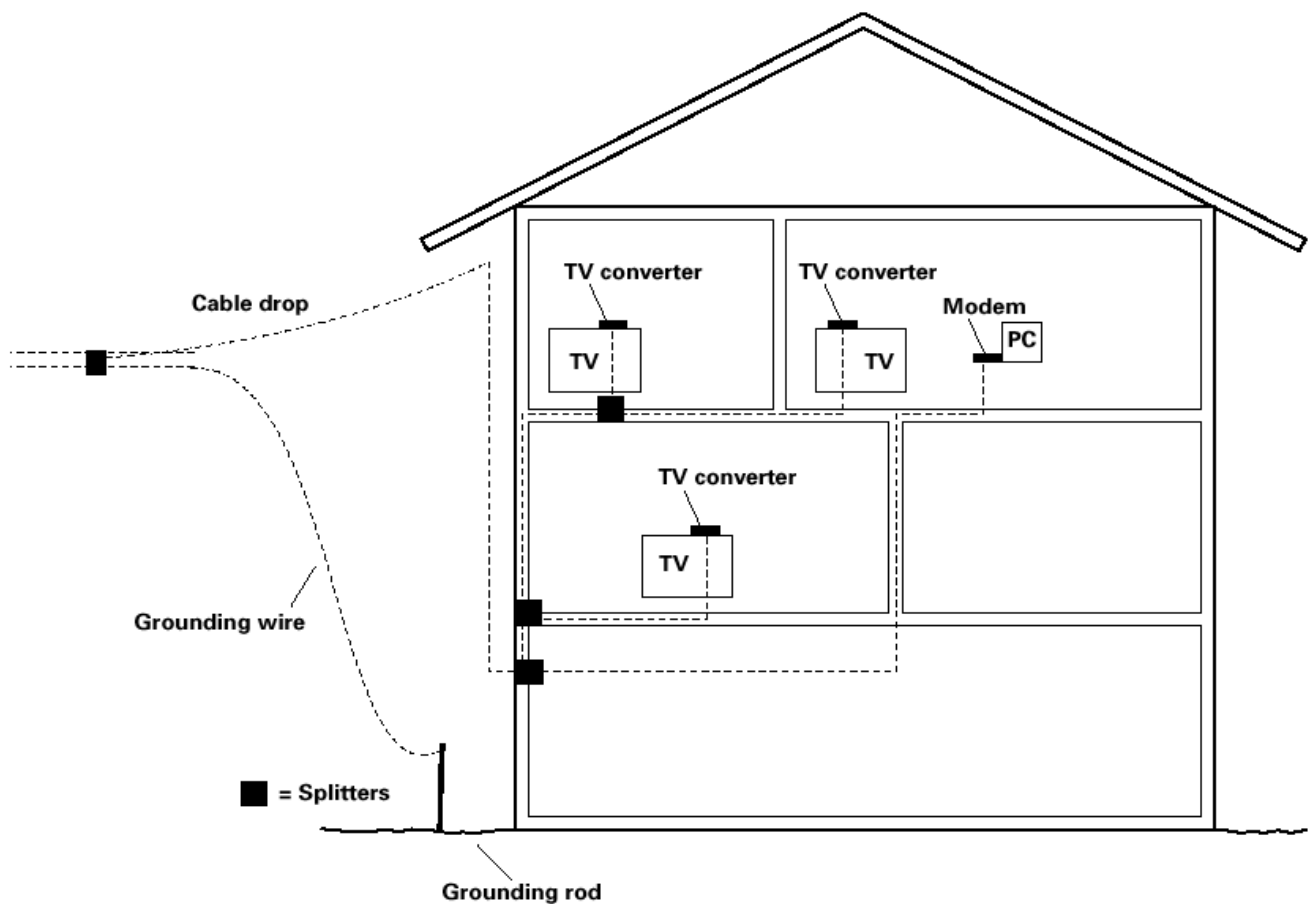 TV converter
TV converter
Cable drop
Modem
PC
TV
TV
TV converter
TV
Grounding wire
= Splitters
Grounding rod